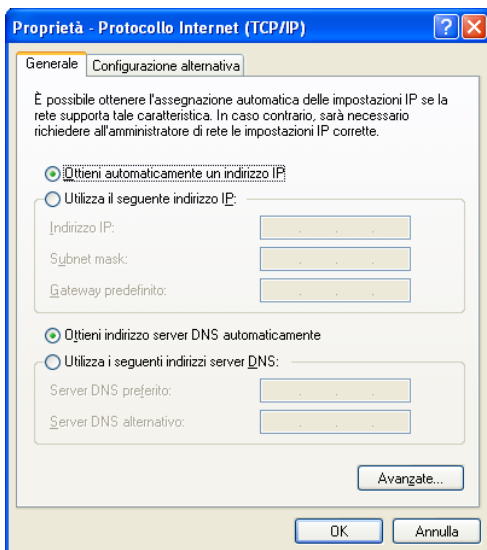 Proprietà - Protocollo Internet (TCP/IP)
Generale
Configurazione alternativa
È possibile ottenere l'assegnazione automatica delle impostazioni IP se la
rete supporta tale caratteristica. In caso contrario, sarà necessario
richiedere all'amministratore di rete le impostazioni IP corrette.
Ottieni automaticamente un indirizzo IP
Utilizza il seguente indirizzo IP:
Indirizzo IP:
Subnet mask:
Gateway predefinito:
Ottieni indirizzo server DNS automaticamente
Utilizza i seguenti indirizzi server DNS:
Server DNS preferito:
Server DNS alternativo:
Avanzate...
OK
Annulla